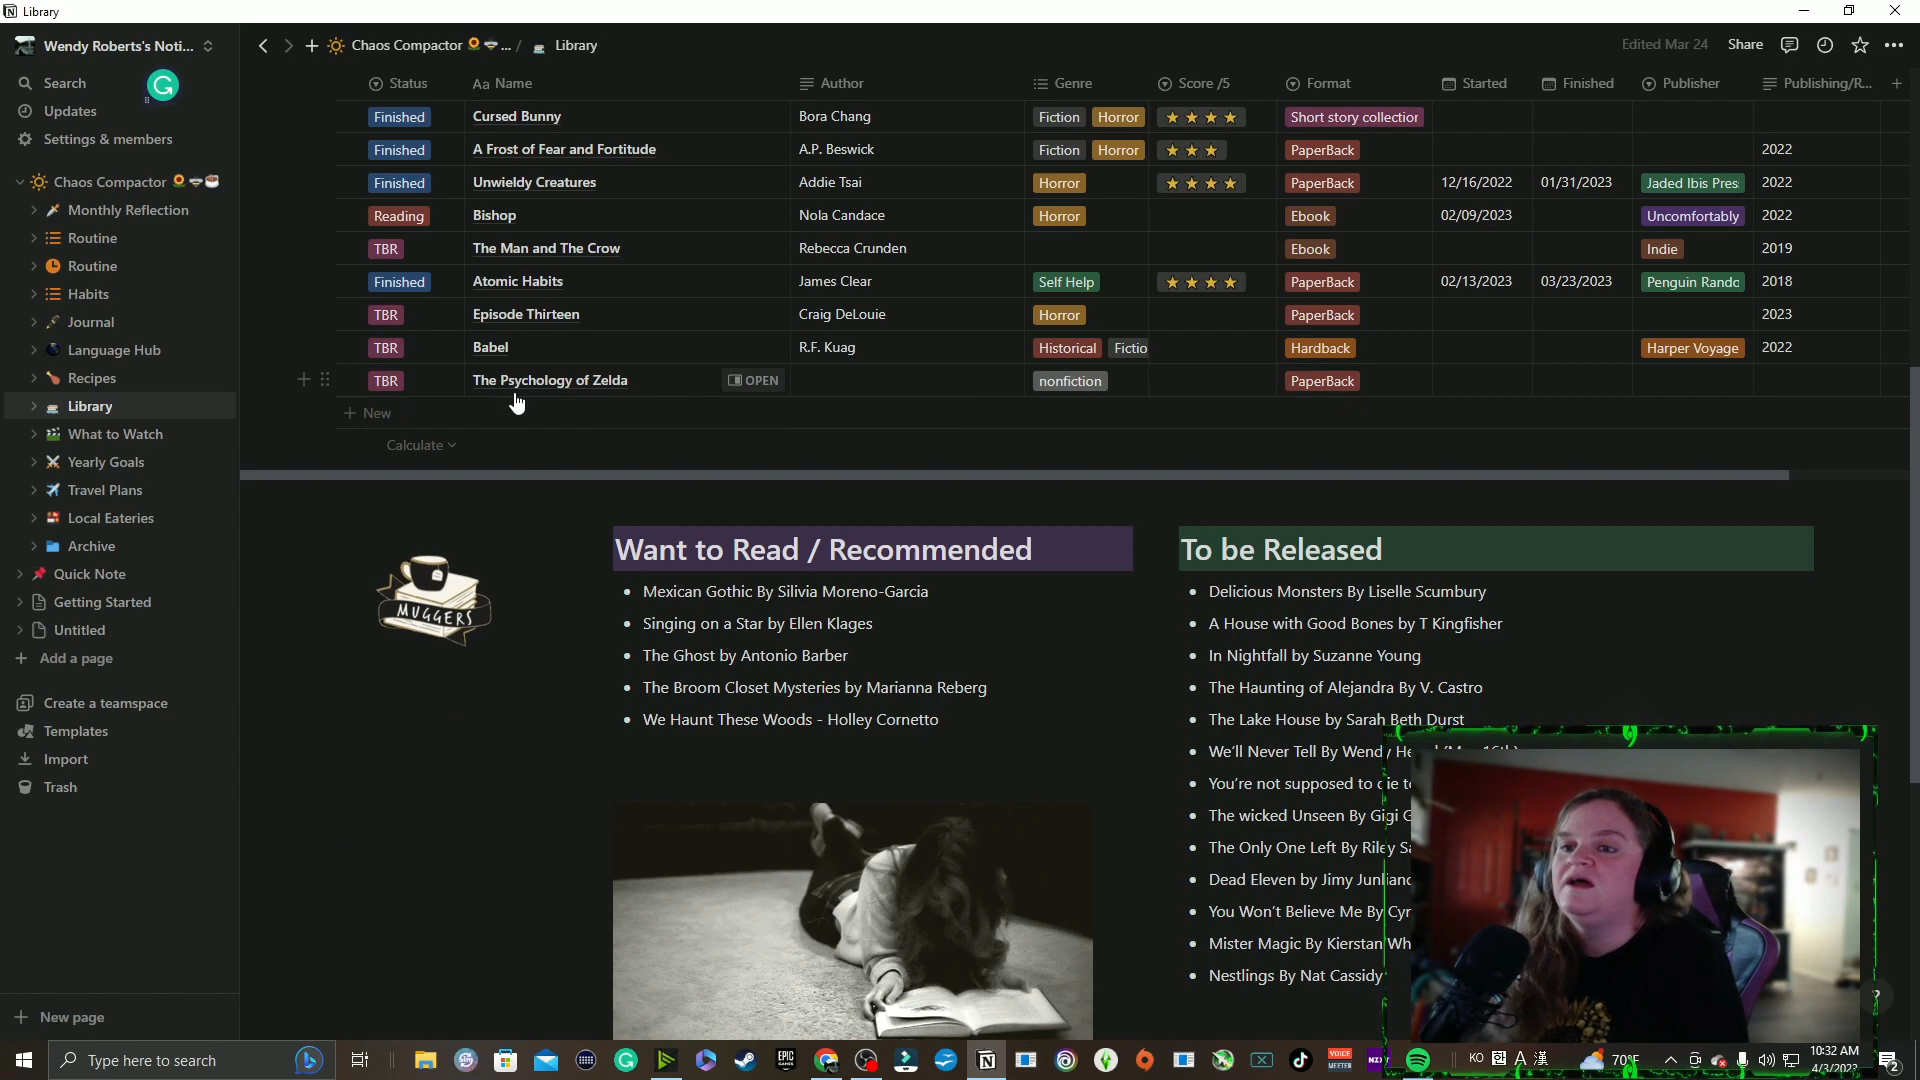 Library
Wendy Roberts's Noti...
Chaos Compactor ... / Library
Edited Mar 24
Share
Search
Updates
Settings & members
Chaos Compactor
Monthly Reflection
Routine
Routine
Habits
Journal
Language Hub
Recipes
Library
What to Watch
Yearly Goals
Travel Plans
Local Eateries
Archive
Quick Note
Getting Started
Untitled
Add a page
Create a teamspace
Templates
Import
Trash
New page
Status Aa Name Author Genre Score /5 Format Started Finished Publisher Publishing/R...
Finished Cursed Bunny Bora Chang Fiction Horror Short story collection
Finished A Frost of Fear and Fortitude A.P. Beswick Fiction Horror PaperBack 2022
Finished Unwieldy Creatures Addie Tsai Horror PaperBack 12/16/2022 01/31/2023 Jaded Ibis Pres 2022
Reading Bishop Nola Candace Horror Ebook 02/09/2023 Uncomfortably 2022
TBR The Man and The Crow Rebecca Crunden Ebook Indie 2019
Finished Atomic Habits James Clear Self Help PaperBack 02/13/2023 03/23/2023 Penguin Rando 2018
TBR Episode Thirteen Craig DeLouie Horror PaperBack 2023
TBR Babel R.F. Kuag Historical Fictio Hardback Harper Voyage 2022
TBR The Psychology of Zelda OPEN nonfiction PaperBack
New
Calculate
MUGGERS
Want to Read / Recommended
Mexican Gothic By Silivia Moreno-Garcia
Singing on a Star by Ellen Klages
The Ghost by Antonio Barber
The Broom Closet Mysteries by Marianna Reberg
We Haunt These Woods - Holley Cornetto
To be Released
Delicious Monsters By Liselle Scumbury
A House with Good Bones by T Kingfisher
In Nightfall by Suzanne Young
The Haunting of Alejandra By V. Castro
The Lake House by Sarah Beth Durst
We'll Never Tell By Wendy
You're not supposed to
The wicked Unseen By Gigi
The Only One Left By Riley
Dead Eleven by Jimy
You Won't Believe Me By
Mister Magic By Kierstan
Nestlings By Nat Cassidy
Type here to search
EPIC GAMES
VOICE MEETER
KO 한 A 漢
70°F
10:32 AM
4/3/202
2